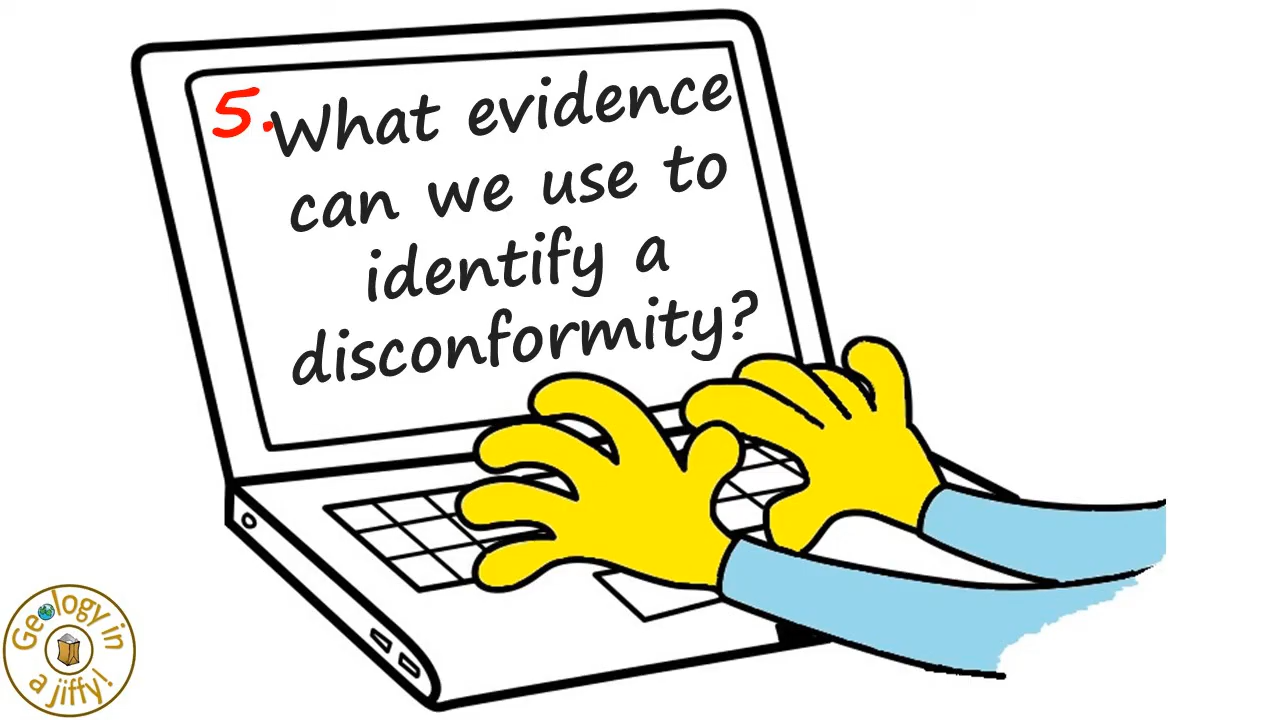 5. What evidence
can we use to
identify a
disconformity?
Geology in
a jiffy!